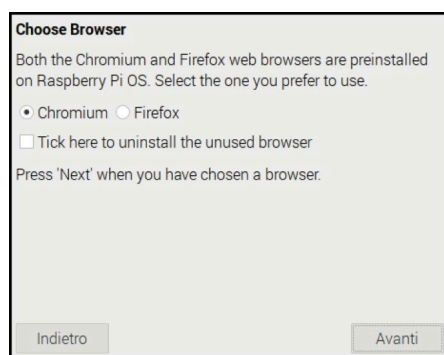 Choose Browser
Both the Chromium and Firefox web browsers are preinstalled
on Raspberry Pi OS. Select the one you prefer to use.
Chromium Firefox
Tick here to uninstall the unused browser
Press 'Next' when you have chosen a browser.
Indietro Avanti